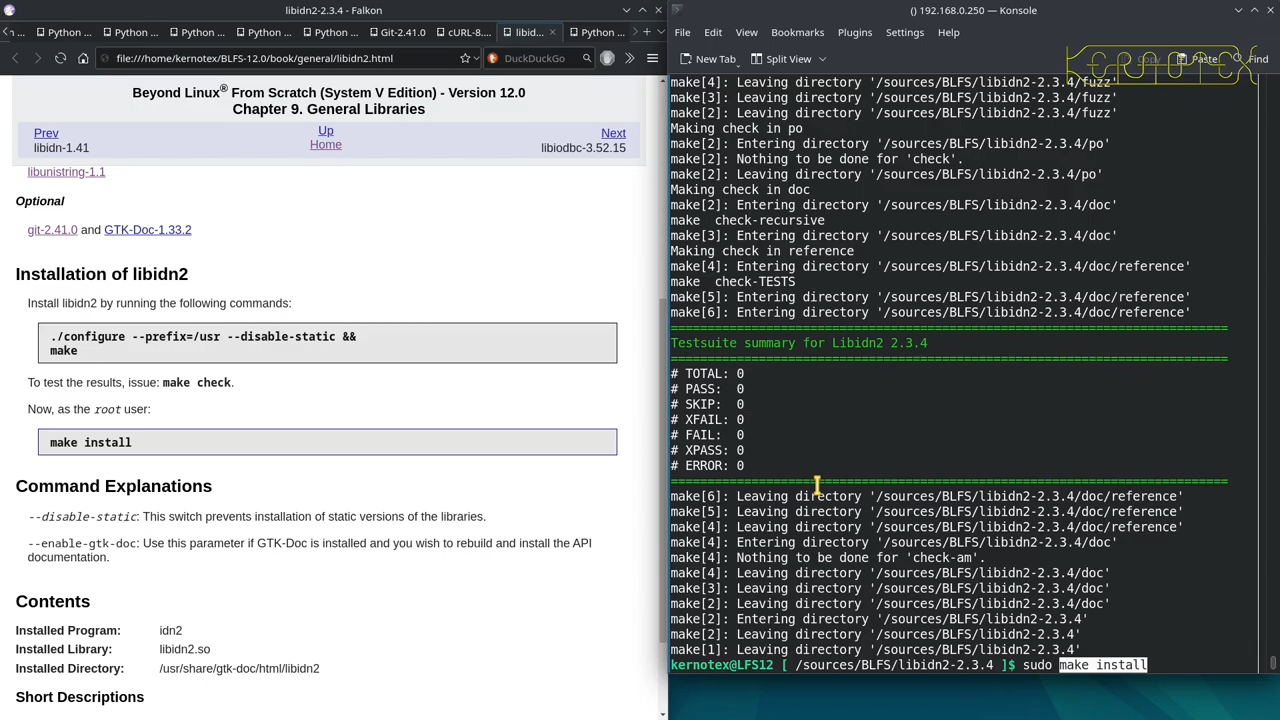 libidn2-2.3.4 - Falkon
n ...
Python ...
Python ...
Python ...
Python ...
Python ...
Git-2.41.0
cURL-8....
libid...
Python ...
file:///home/kernotex/BLFS-12.0/book/general/libidn2.html
DuckDuckGo
Beyond Linux® From Scratch (System V Edition) - Version 12.0
Chapter 9. General Libraries
Prev
Up
Next
libidn-1.41
Home
libiodbc-3.52.15
libunistring-1.1
Optional
git-2.41.0 and GTK-Doc-1.33.2
Installation of libidn2
Install libidn2 by running the following commands:
./configure --prefix=/usr --disable-static &&
make
To test the results, issue: make check.
Now, as the root user:
make install
Command Explanations
--disable-static: This switch prevents installation of static versions of the libraries.
--enable-gtk-doc: Use this parameter if GTK-Doc is installed and you wish to rebuild and install the API
documentation.
Contents
Installed Program: idn2
Installed Library: libidn2.so
Installed Directory: /usr/share/gtk-doc/html/libidn2
Short Descriptions
() 192.168.0.250 — Konsole
File Edit View Bookmarks Plugins Settings Help
New Tab
Split View
Copy
Paste
Find
kernotex
make[4]: Leaving directory '/sources/BLFS/libidn2-2.3.4/fuzz'
make[3]: Leaving directory '/sources/BLFS/libidn2-2.3.4/fuzz'
make[2]: Leaving directory '/sources/BLFS/libidn2-2.3.4/fuzz'
Making check in po
make[2]: Entering directory '/sources/BLFS/libidn2-2.3.4/po'
make[2]: Nothing to be done for 'check'.
make[2]: Leaving directory '/sources/BLFS/libidn2-2.3.4/po'
Making check in doc
make[2]: Entering directory '/sources/BLFS/libidn2-2.3.4/doc'
make  check-recursive
make[3]: Entering directory '/sources/BLFS/libidn2-2.3.4/doc'
Making check in reference
make[4]: Entering directory '/sources/BLFS/libidn2-2.3.4/doc/reference'
make  check-TESTS
make[5]: Entering directory '/sources/BLFS/libidn2-2.3.4/doc/reference'
make[6]: Entering directory '/sources/BLFS/libidn2-2.3.4/doc/reference'
============================================================================
Testsuite summary for Libidn2 2.3.4
============================================================================
# TOTAL: 0
# PASS:  0
# SKIP:  0
# XFAIL: 0
# FAIL:  0
# XPASS: 0
# ERROR: 0
============================================================================
make[6]: Leaving directory '/sources/BLFS/libidn2-2.3.4/doc/reference'
make[5]: Leaving directory '/sources/BLFS/libidn2-2.3.4/doc/reference'
make[4]: Leaving directory '/sources/BLFS/libidn2-2.3.4/doc/reference'
make[4]: Entering directory '/sources/BLFS/libidn2-2.3.4/doc'
make[4]: Nothing to be done for 'check-am'.
make[4]: Leaving directory '/sources/BLFS/libidn2-2.3.4/doc'
make[3]: Leaving directory '/sources/BLFS/libidn2-2.3.4/doc'
make[2]: Leaving directory '/sources/BLFS/libidn2-2.3.4/doc'
make[2]: Entering directory '/sources/BLFS/libidn2-2.3.4'
make[2]: Leaving directory '/sources/BLFS/libidn2-2.3.4'
make[1]: Leaving directory '/sources/BLFS/libidn2-2.3.4'
kernotex@LFS12 [ /sources/BLFS/libidn2-2.3.4 ]$ sudo make install